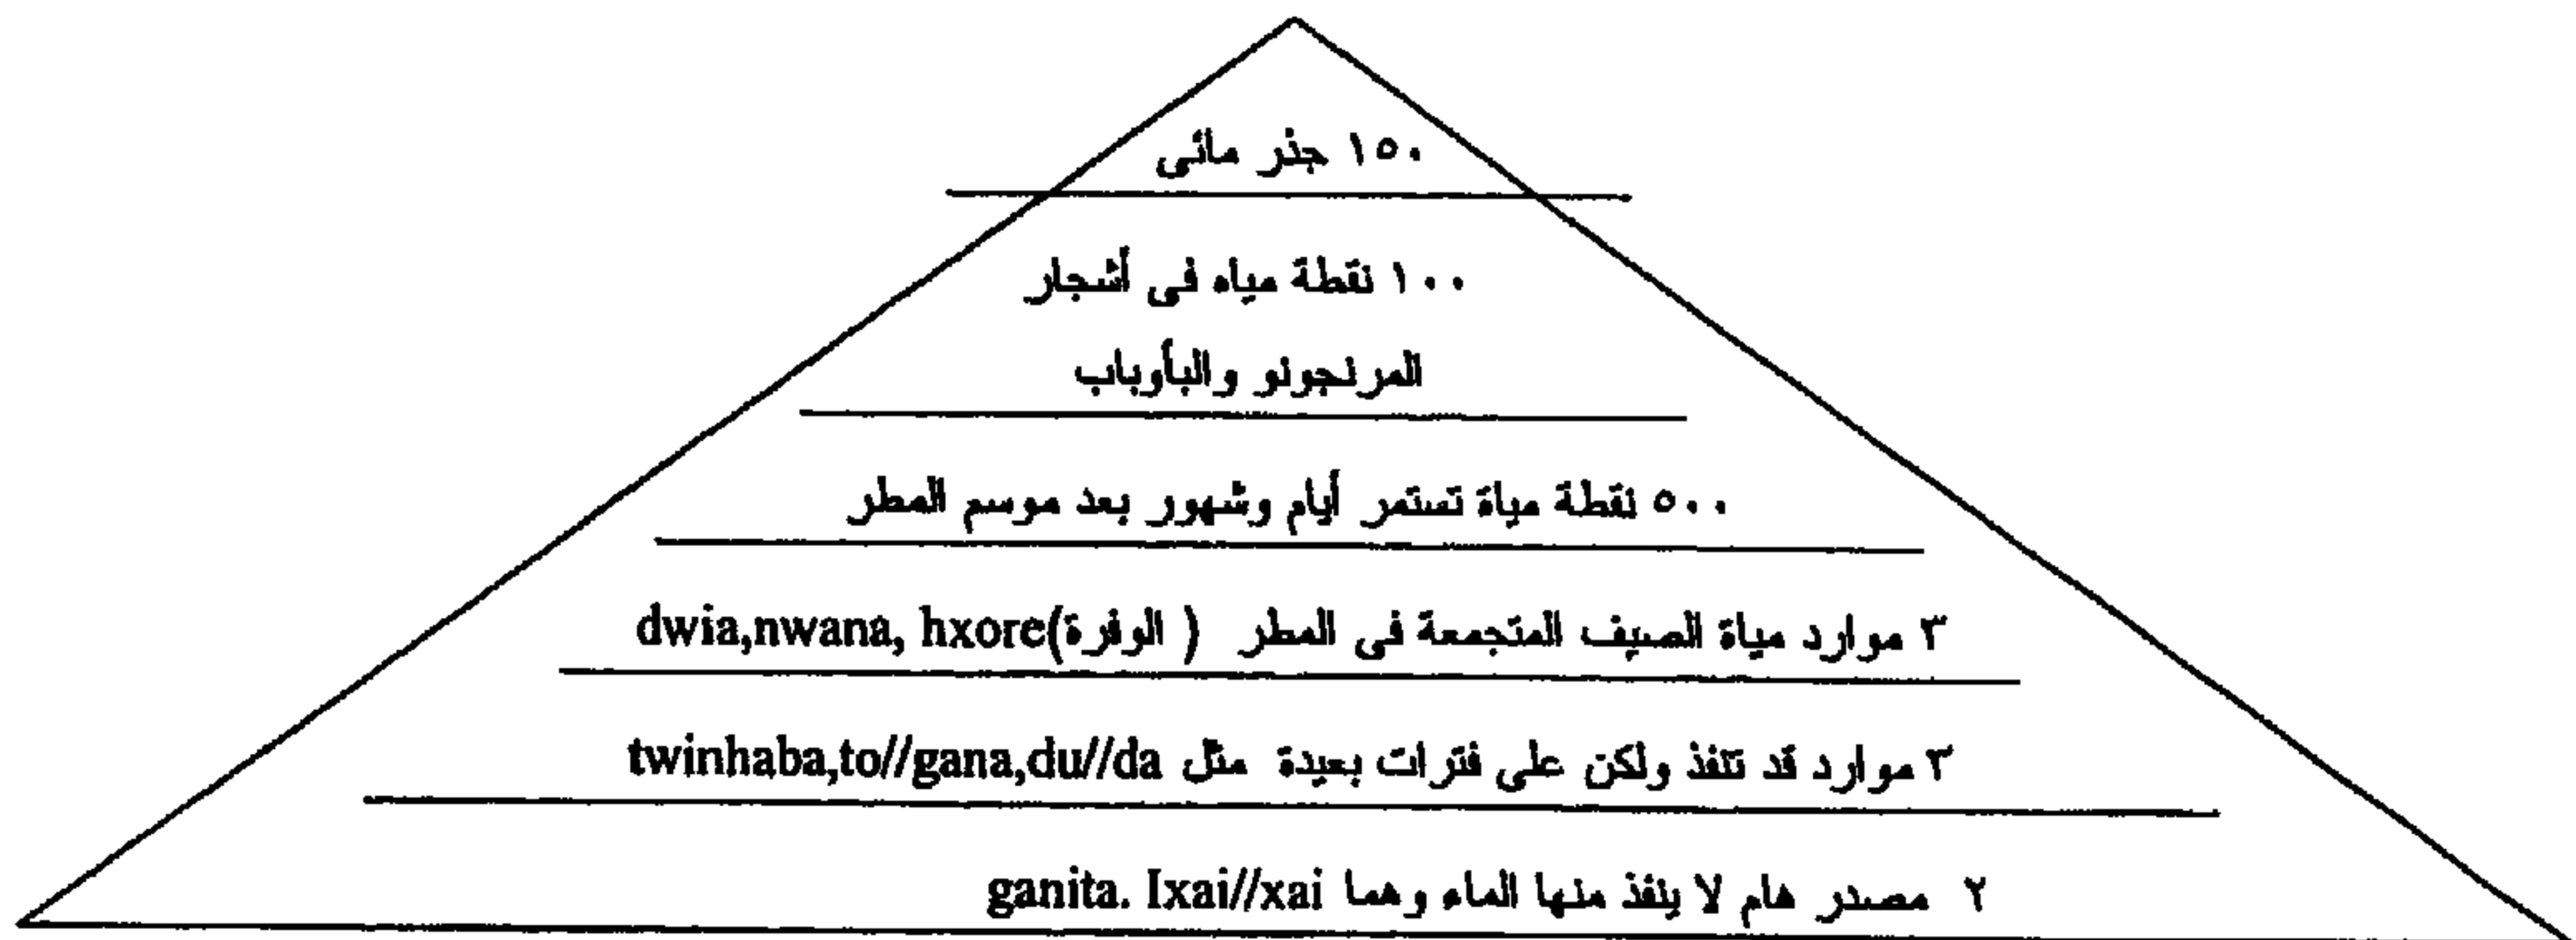 ١٥٠ جذر مائى
١٠٠ نقطة مياه فى أشجار
المرنجونو والبأوباب
٥٠٠ نقطة مياة تستمر أيام وشهور بعد موسم المطر
٣ موارد مياة الصيف المتجمعة فى المطر ( الوفرة)dwia,nwana, hxore
٣ موارد قد تنفذ ولكن على فترات بعيدة مثل twinhaba,to//gana,du//da
٢ مصدر هام لا ينفذ منها الماء وهما ganita. Ixai//xai